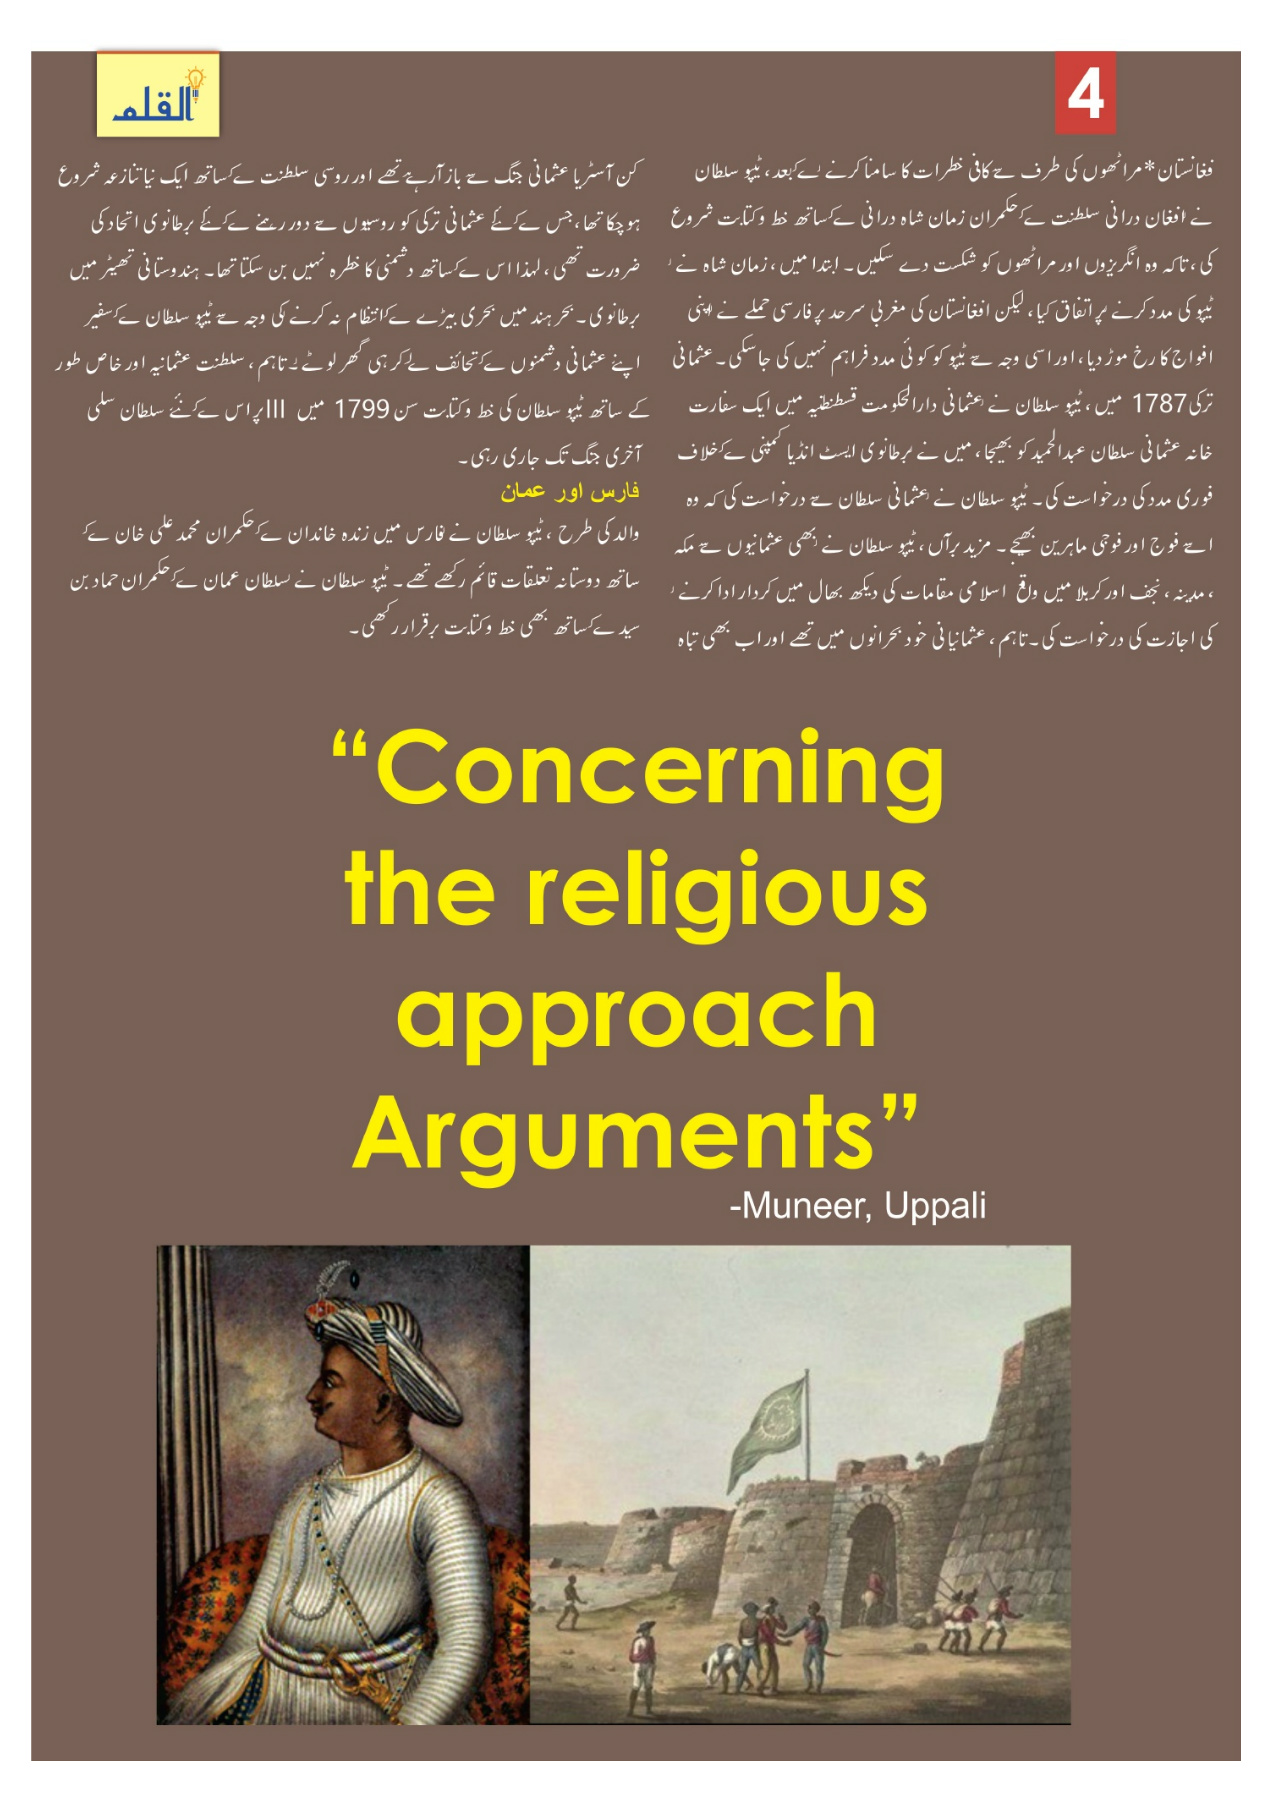 القلم
4
فغانستان* مراٹھوں کی طرف سے کافی خطرات کا سامنا کرنے کے بعد، ٹیپو سلطان
نے افغان درانی سلطنت کے حکمران زمان شاہ درانی کے ساتھ خط و کتابت شروع
کی، تاکہ وہ انگریزوں اور مراٹھوں کو شکست دے سکیں۔ ابتدا میں، زمان شاہ نے
ٹیپو کی مدد کرنے پر اتفاق کیا، لیکن افغانستان کی مغربی سرحد پر فارسی حملے نے اپنی
افواج کا رخ موڑ دیا، اور اسی وجہ سے ٹیپو کو کوئی مدد فراہم نہیں کی جاسکی۔ عثمانی
ترکی 1787 میں، ٹیپو سلطان نے عثمانی دارالحکومت قسطنطنیہ میں ایک سفارت
خانہ عثمانی سلطان عبدالحمید کو بھیجا، میں نے برطانوی ایسٹ انڈیا کمپنی کے خلاف
فوری مدد کی درخواست کی۔ ٹیپو سلطان نے عثمانی سلطان سے درخواست کی کہ وہ
اسے فوج اور فوجی ماہرین بھیجے۔ مزید برآں، ٹیپو سلطان نے بھی عثمانیوں سے مکہ
، مدینہ، نجف اور کربلا میں واقع اسلامی مقامات کی دیکھ بھال میں کردار ادا کرنے
کی اجازت کی درخواست کی۔ تاہم، عثمانیانی خود بحرانوں میں تھے اور اب بھی تباہ
کن آسٹریا عثمانی جنگ سے باز آرہے تھے اور روسی سلطنت کے ساتھ ایک نیا تنازعہ شروع
ہو چکا تھا، جس کے لئے عثمانی ترکی کو روسیوں سے دور رہنے کے لئے برطانوی اتحاد کی
ضرورت تھی، لہذا اس کے ساتھ دشمنی کا خطرہ نہیں بن سکتا تھا۔ ہندوستانی تھیٹر میں
برطانوی۔ بحر ہند میں بحری بیڑے کے انتظام نہ کرنے کی وجہ سے ٹیپو سلطان کے سفیر
اپنے عثمانی دشمنوں کے تحائف لے کر ہی گھر لوٹے۔ تاہم، سلطنت عثمانیہ اور خاص طور
پر اس کے نئے سلطان سلی III کے ساتھ ٹیپو سلطان کی خط و کتابت سن 1799 میں
آخری جنگ تک جاری رہی۔
فارس اور عمان
والد کی طرح، ٹیپو سلطان نے فارس میں زندہ خاندان کے حکمران محمد علی خان کے
ساتھ دوستانہ تعلقات قائم رکھے تھے۔ ٹیپو سلطان نے سلطان عمان کے حکمران حماد بن
سید کے ساتھ بھی خط و کتابت برقرار رکھی۔
“Concerning
the religious
approach
Arguments”
-Muneer, Uppali